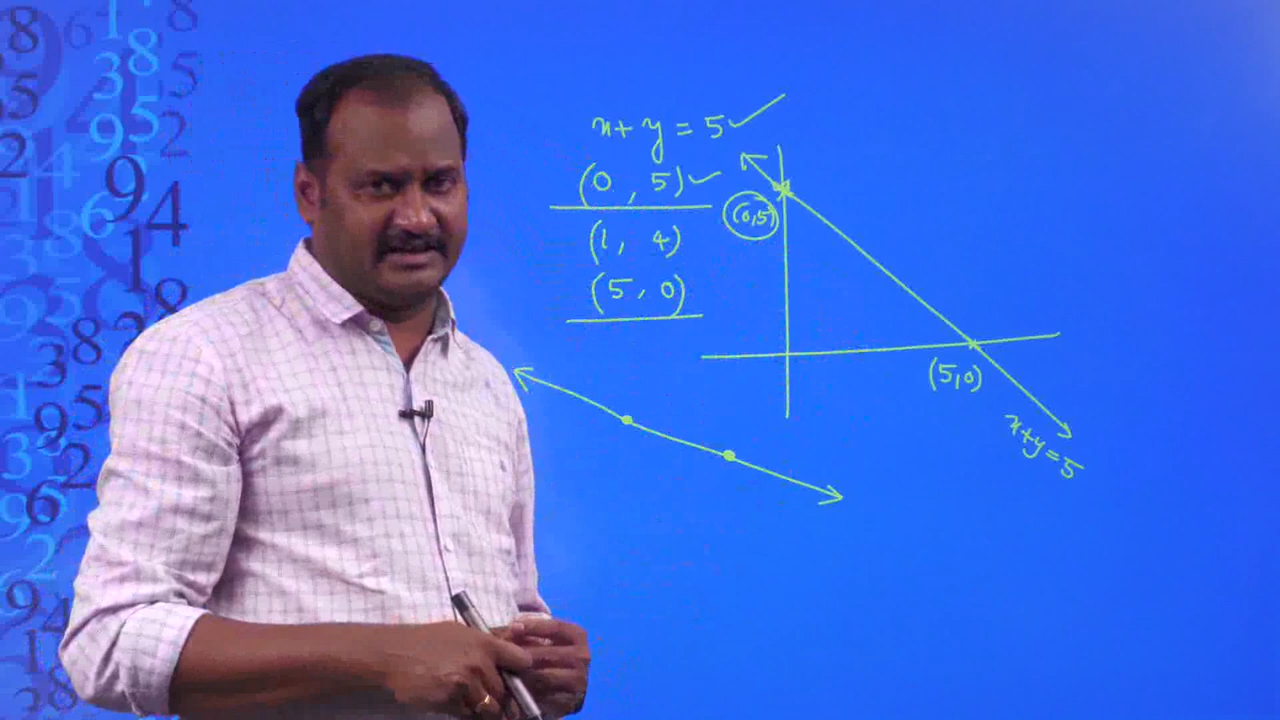 x + y = 5 ✓
(0, 5) ✓
(1, 4)
(5, 0)
(0,5)
(5,0)
x+y=5